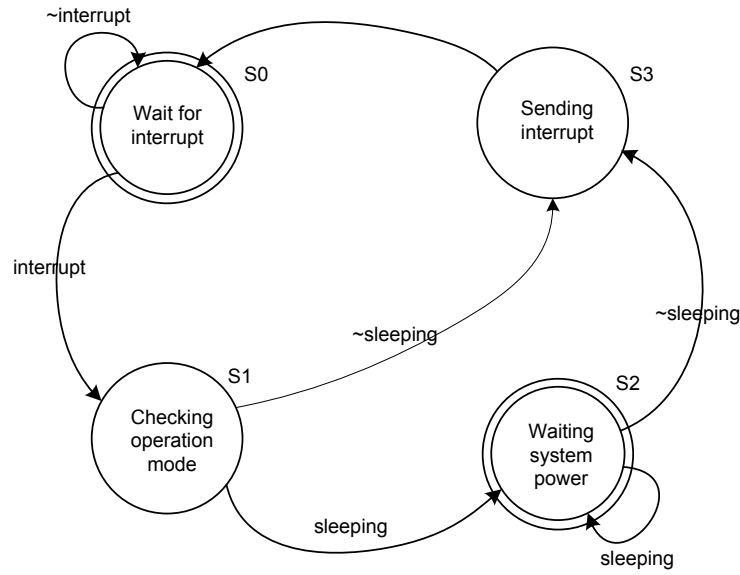 ~interrupt
S0
Wait for
interrupt
S3
Sending
interrupt
interrupt
~sleeping
~sleeping
S1
Checking
operation
mode
S2
Waiting
system
power
sleeping
sleeping